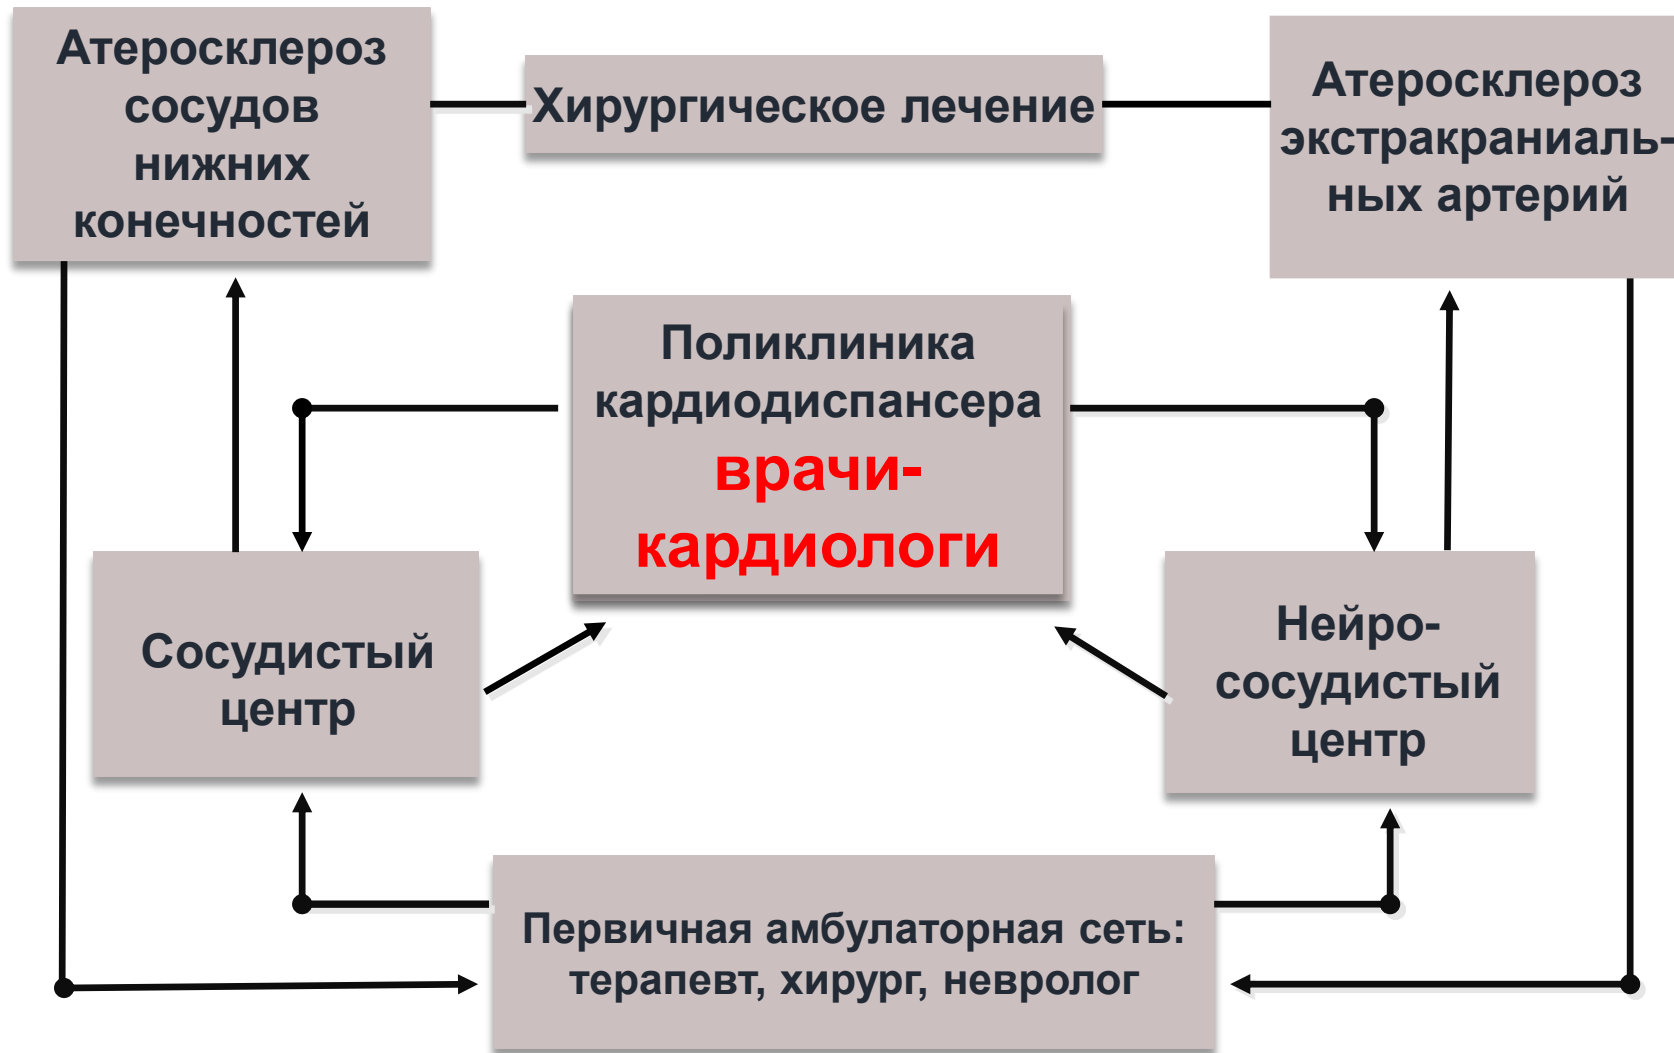 Атеросклероз
сосудов
нижних
конечностей
Хирургическое лечение
Атеросклероз
экстракраниаль-
ных артерий
Поликлиника
кардиодиспансера
врачи-
кардиологи
Сосудистый
центр
Нейро-
сосудистый
центр
Первичная амбулаторная сеть:
терапевт, хирург, невролог